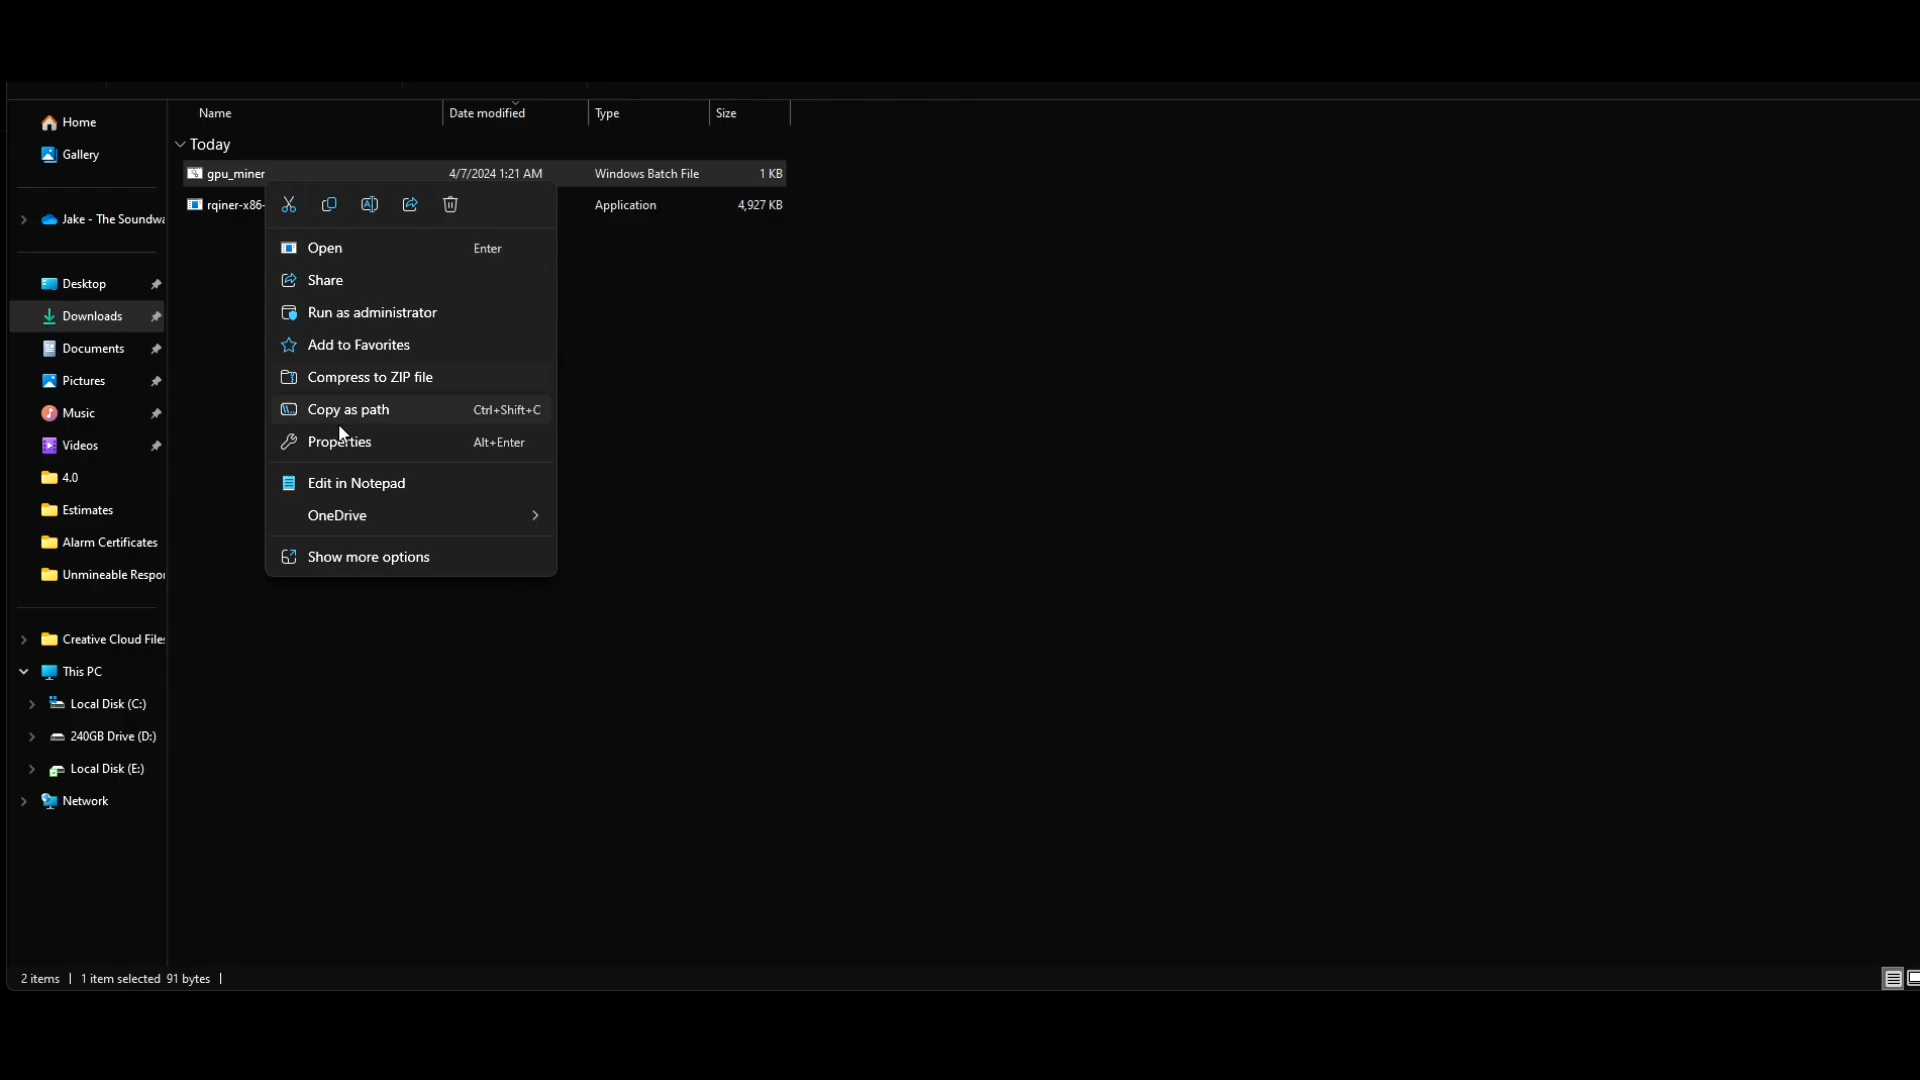 Name
Date modified
Type
Size
Today
gpu_miner
4/7/2024 1:21 AM
Windows Batch File
1 KB
rqiner-x86-
Application
4,927 KB
Home
Gallery
Jake - The Soundwa
Desktop
Downloads
Documents
Pictures
Music
Videos
4.0
Estimates
Alarm Certificates
Unmineable Respo
Creative Cloud Files
This PC
Local Disk (C:)
240GB Drive (D:)
Local Disk (E:)
Network
Open Enter
Share
Run as administrator
Add to Favorites
Compress to ZIP file
Copy as path Ctrl+Shift+C
Properties Alt+Enter
Edit in Notepad
OneDrive
Show more options
2 items | 1 item selected 91 bytes |